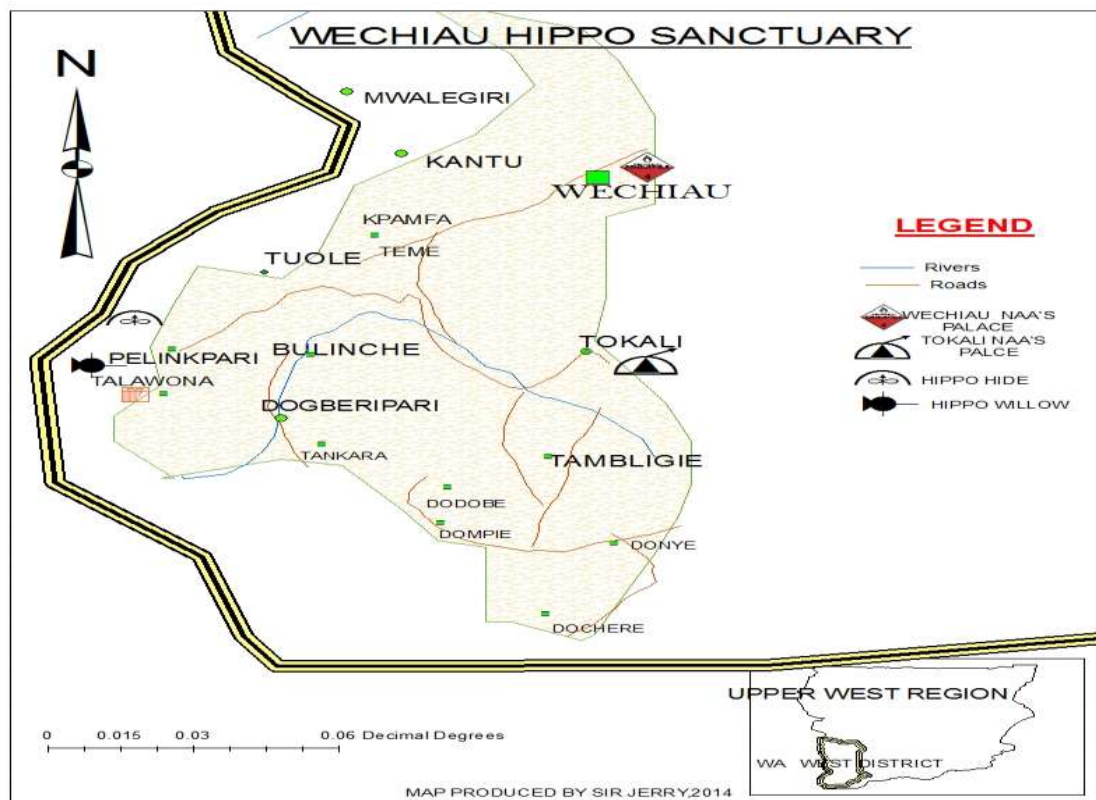 WECHIAU HIPPO SANCTUARY
N
MWALEGIRI
KANTU
WECHIAU
KPAMFA
TEME
TUOLE
LEGEND
Rivers
Roads
WECHIAU NAA'S
PALACE
TOKALI NAA'S
PALCE
HIPPO HIDE
HIPPO WILLOW
PELINKPARI
BULINCHE
TOKALI
TALAWONA
DOGBERIPARI
TANKARA
TAMBLIGIE
DODOBE
DOMPIE
DONYE
DOCHERE
UPPER WEST REGION
WA WEST DISTRICT
0 0.015 0.03 0.06 Decimal Degrees
MAP PRODUCED BY SIR JERRY,2014